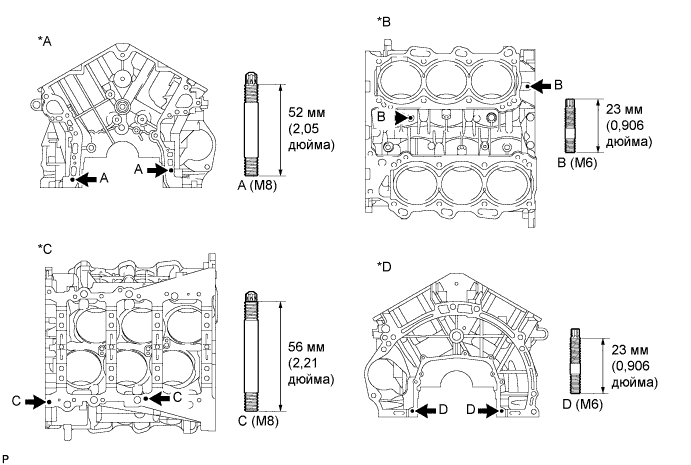 *A
52 мм
(2,05
дюйма)
A
A
A (M8)
*B
B
B
23 мм
(0,906
дюйма)
B (M6)
*C
56 мм
(2,21
дюйма)
C
C
C (M8)
*D
23 мм
(0,906
дюйма)
D
D
D (M6)
P